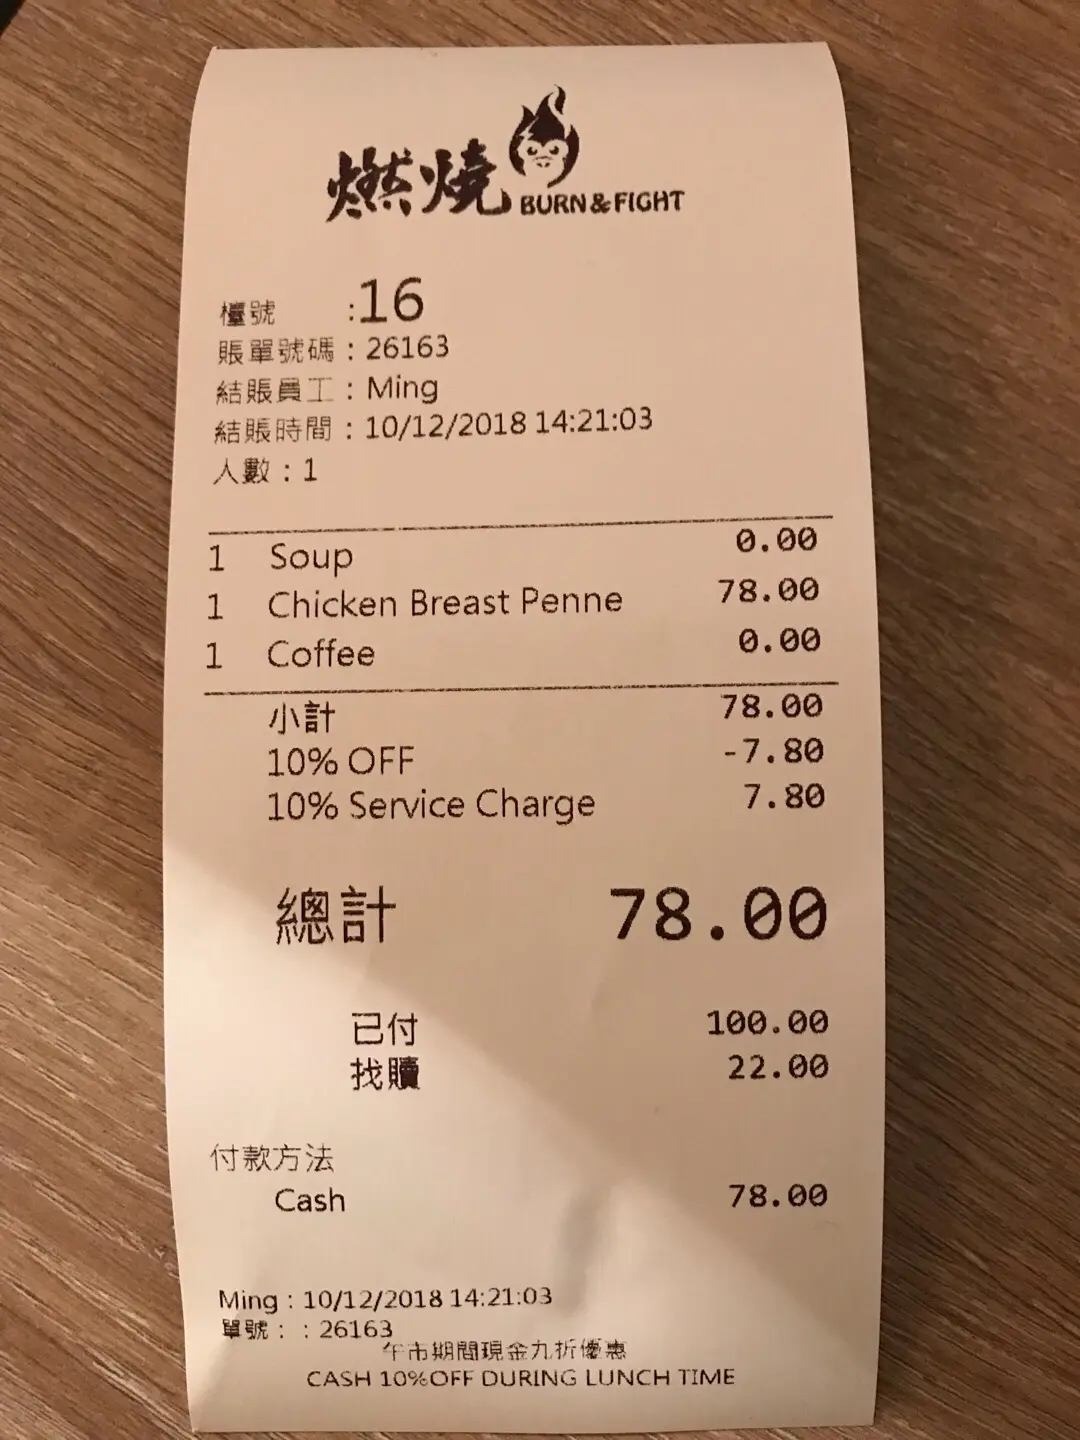 燃燒 BURN&FIGHT
檯號 :16
賬單號碼 : 26163
結賬員工 : Ming
結賬時間 : 10/12/2018 14:21:03
人數 : 1
1 Soup 0.00
1 Chicken Breast Penne 78.00
1 Coffee 0.00
小計 78.00
10% OFF -7.80
10% Service Charge 7.80
總計 78.00
已付 100.00
找贖 22.00
付款方法
Cash 78.00
Ming : 10/12/2018 14:21:03
單號 : : 26163
午市期間現金九折優惠
CASH 10%OFF DURING LUNCH TIME